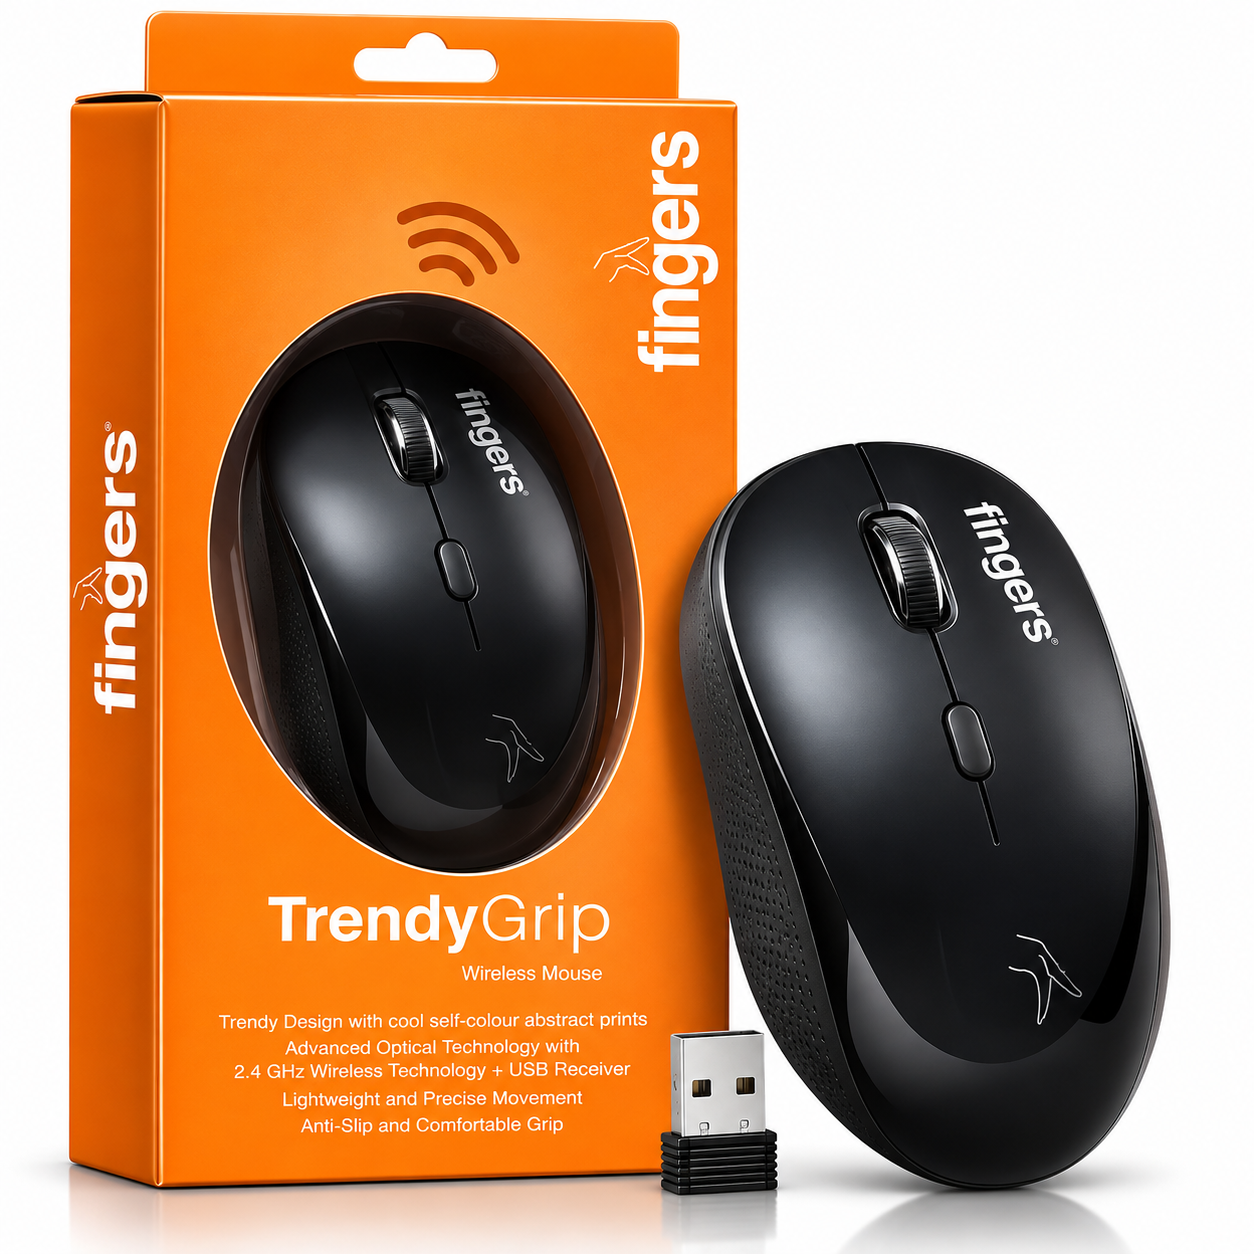 fingers
fingers®
fingers®
TrendyGrip
Wireless Mouse
Trendy Design with cool self-colour abstract prints
Advanced Optical Technology with
2.4 GHz Wireless Technology + USB Receiver
Lightweight and Precise Movement
Anti-Slip and Comfortable Grip
fingers®